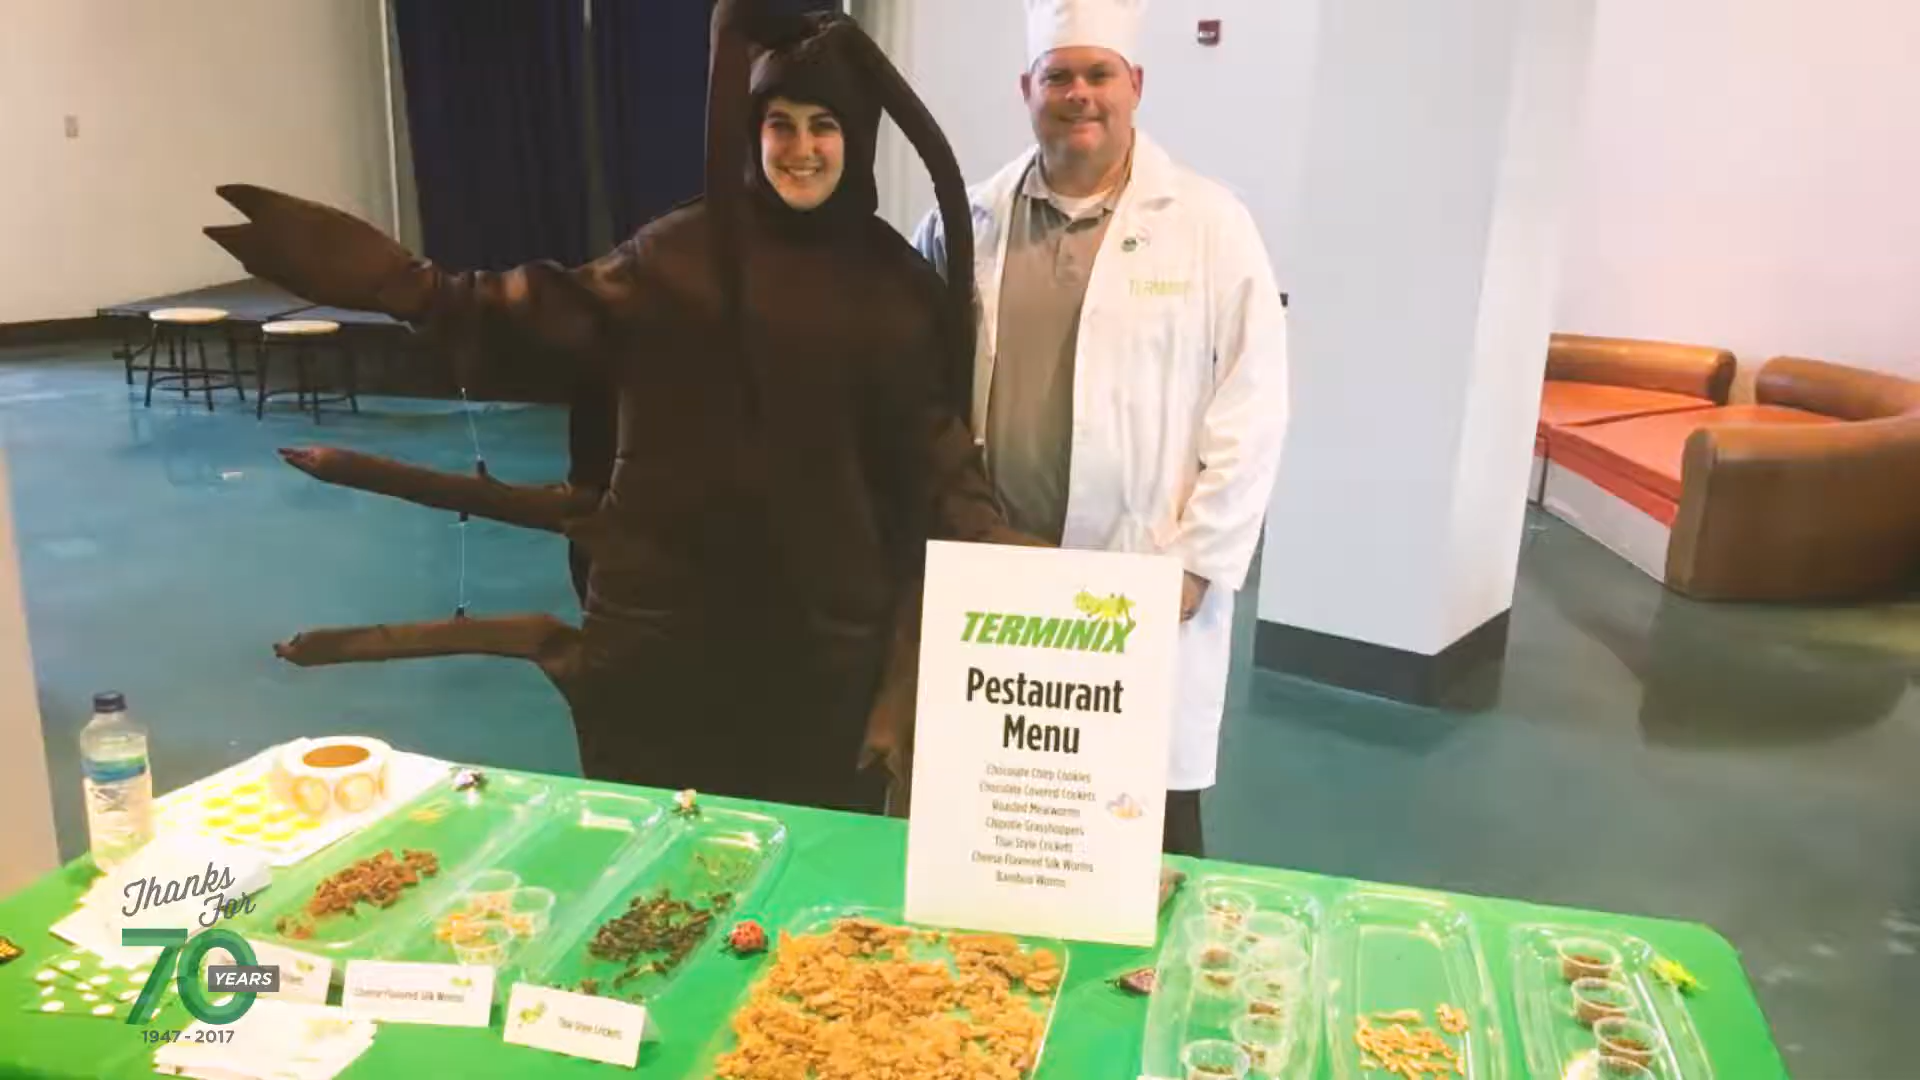 TERMINIX
TERMINIX
Pestaurant
Menu
Chocolate Chirp Cookies
Chocolate Covered Crickets
Roasted Mealworms
Chipotle Grasshoppers
Thai Style Crickets
Cheese Flavored Silk Worms
Bamboo Worms
Thanks
For
70
YEARS
1947 - 2017
Cheese Flavored Silk Worms
Thai Style Crickets